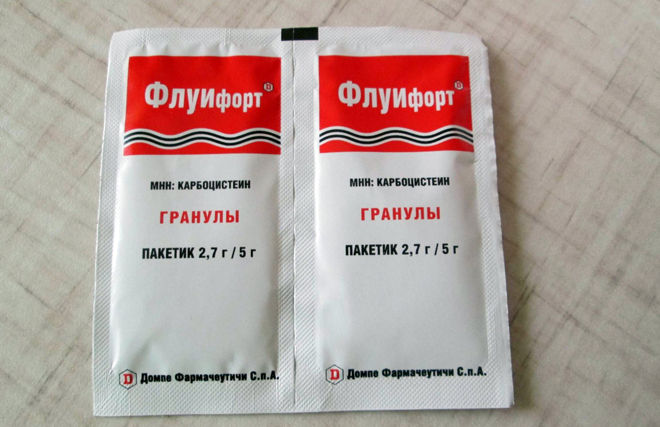 Флуифорт
МНН: КАРБОЦИСТЕИН
ГРАНУЛЫ
ПАКЕТИК 2,7 г / 5 г
D Домпе Фармачеутичи С.п.А.
Флуифорт
МНН: КАРБОЦИСТЕИН
ГРАНУЛЫ
ПАКЕТИК 2,7 г / 5 г
D Домпе Фармачеутичи С.п.А.